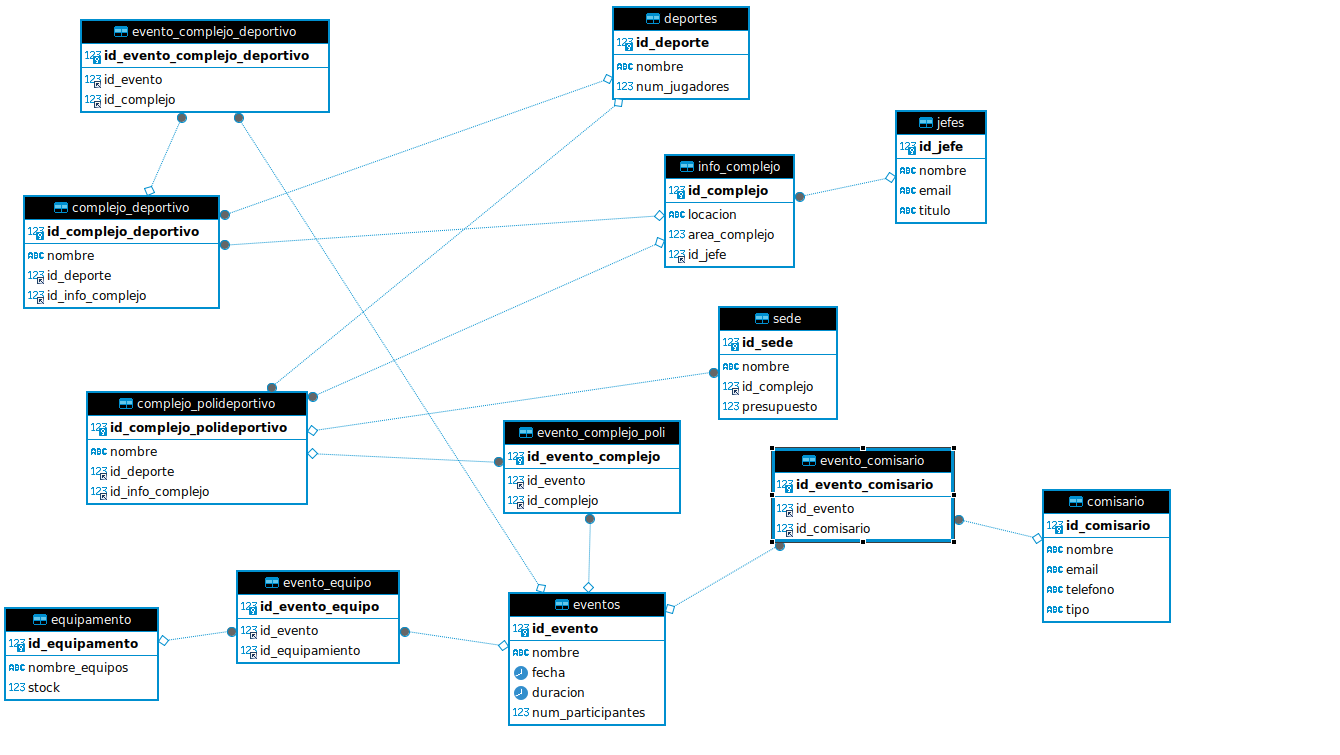 evento_complejo_deportivo
123 id_evento_complejo_deportivo
123 id_evento
123 id_complejo
deportes
123 id_deporte
ABC nombre
123 num_jugadores
jefes
123 id_jefe
ABC nombre
ABC email
ABC titulo
info_complejo
123 id_complejo
ABC locacion
123 area_complejo
123 id_jefe
complejo_deportivo
123 id_complejo_deportivo
ABC nombre
123 id_deporte
123 id_info_complejo
sede
123 id_sede
ABC nombre
123 id_complejo
123 presupuesto
complejo_polideportivo
123 id_complejo_polideportivo
ABC nombre
123 id_deporte
123 id_info_complejo
evento_complejo_poli
123 id_evento_complejo
123 id_evento
123 id_complejo
evento_comisario
123 id_evento_comisario
123 id_evento
123 id_comisario
comisario
123 id_comisario
ABC nombre
ABC email
ABC telefono
ABC tipo
evento_equipo
123 id_evento_equipo
123 id_evento
123 id_equipamiento
equipamento
123 id_equipamento
ABC nombre_equipos
123 stock
eventos
123 id_evento
ABC nombre
fecha
duracion
123 num_participantes